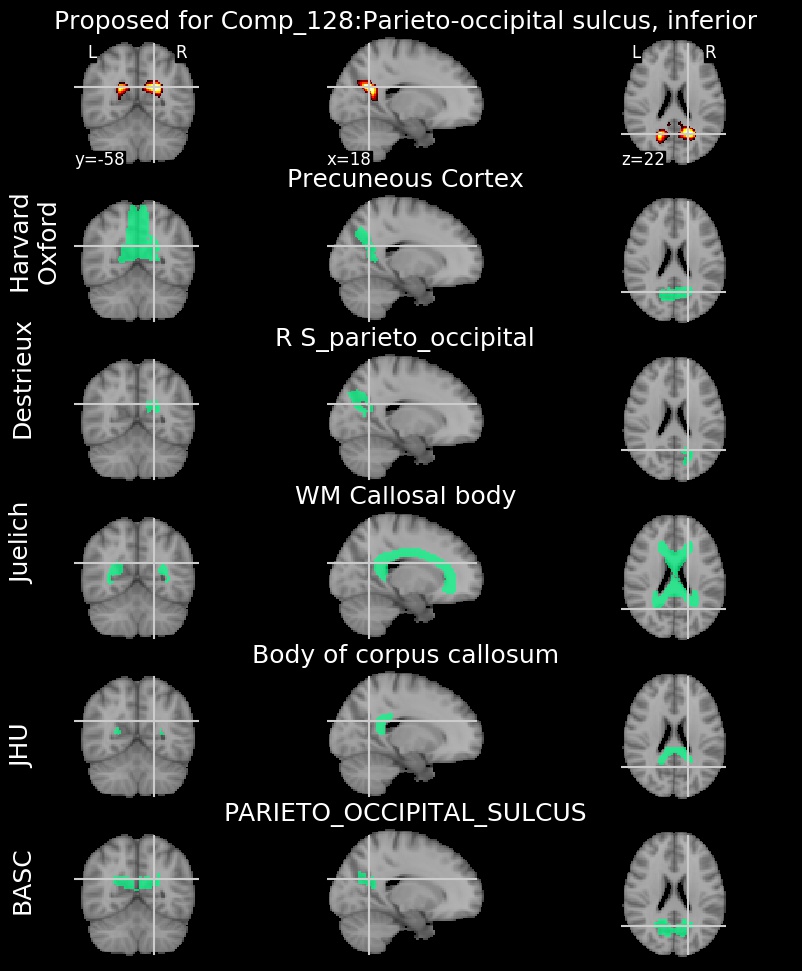 Proposed for Comp_128:Parieto-occipital sulcus, inferior
L R
L R
y=-58
x=18
z=22
Precuneous Cortex
Harvard
Oxford
R S_parieto_occipital
Destrieux
WM Callosal body
Juelich
Body of corpus callosum
JHU
PARIETO_OCCIPITAL_SULCUS
BASC